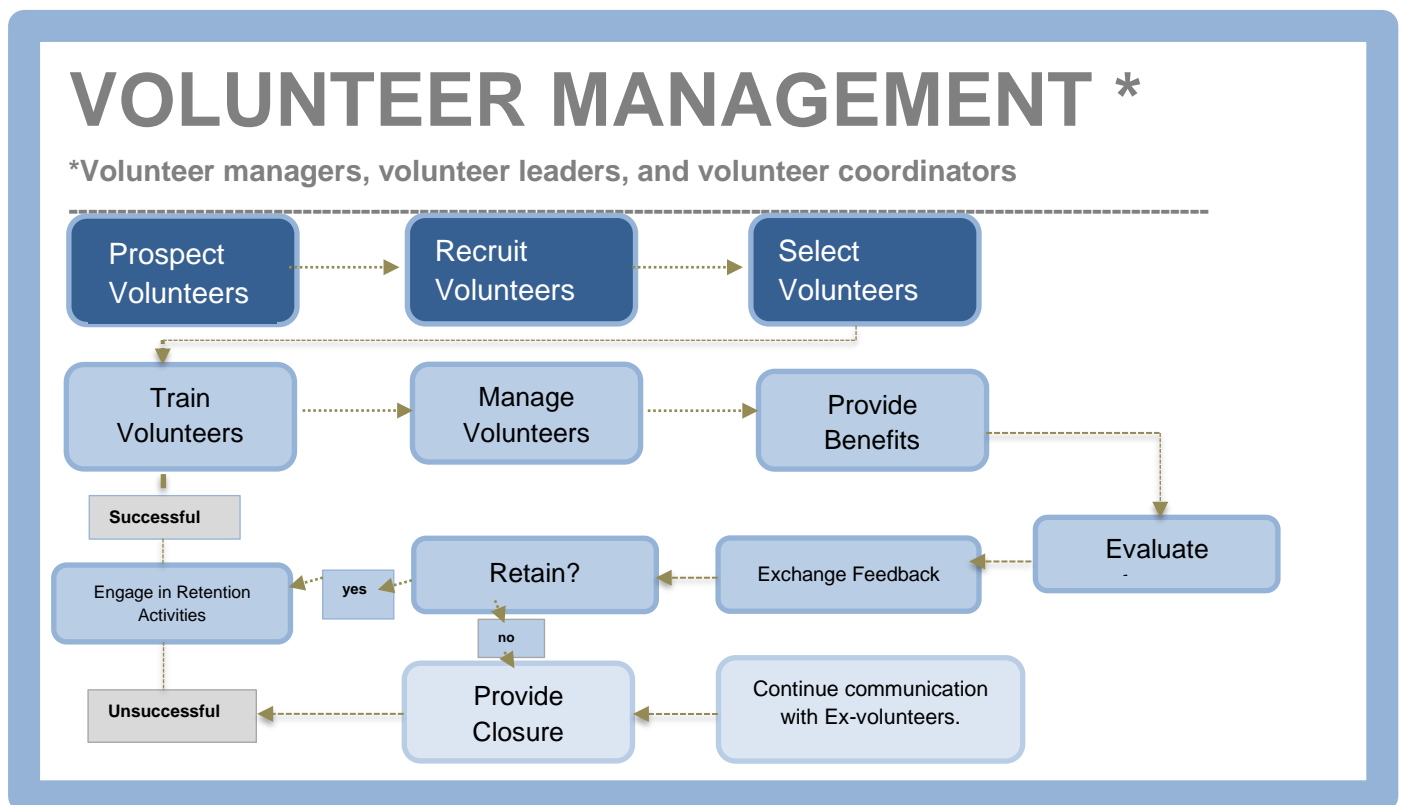 VOLUNTEER MANAGEMENT *
*Volunteer managers, volunteer leaders, and volunteer coordinators
Prospect
Volunteers
Recruit
Volunteers
Select
Volunteers
Train
Volunteers
Manage
Volunteers
Provide
Benefits
Successful
Evaluate
-
Exchange Feedback
Retain?
yes
Engage in Retention
Activities
no
Provide
Closure
Continue communication
with Ex-volunteers.
Unsuccessful